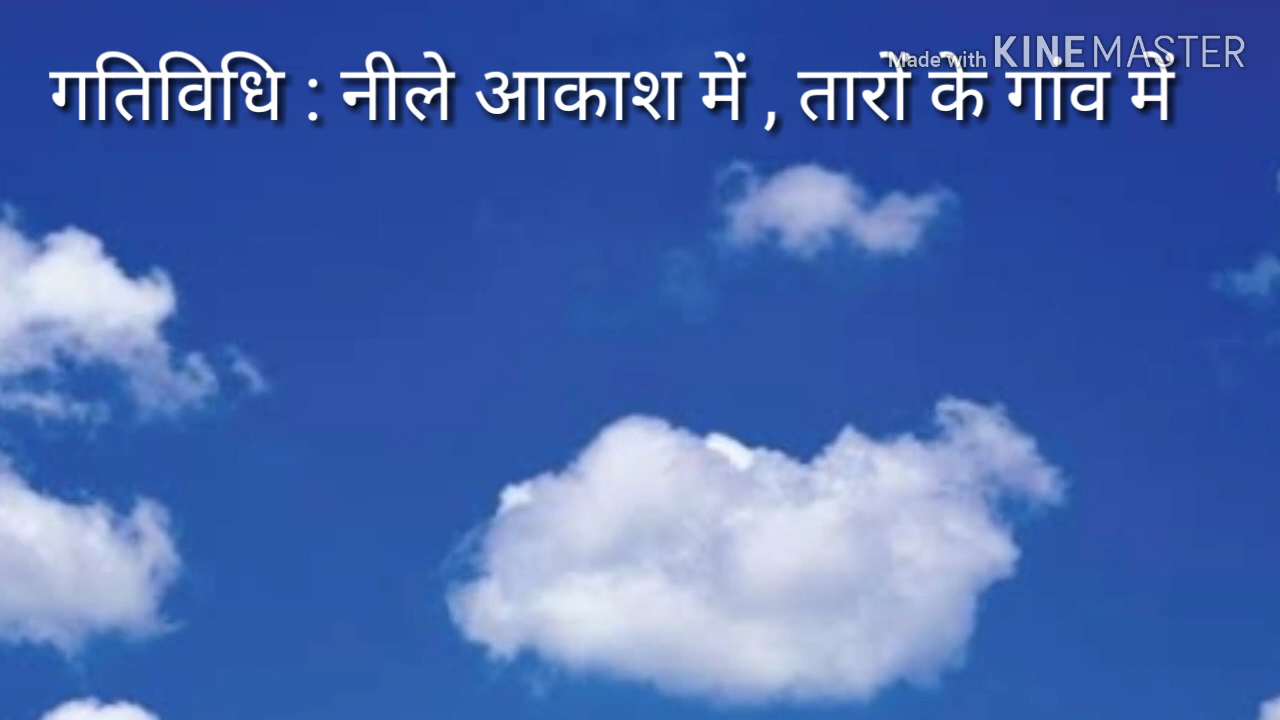 Made with KINEMASTER
गतिविधि : नीले आकाश में , तारों के गांव में